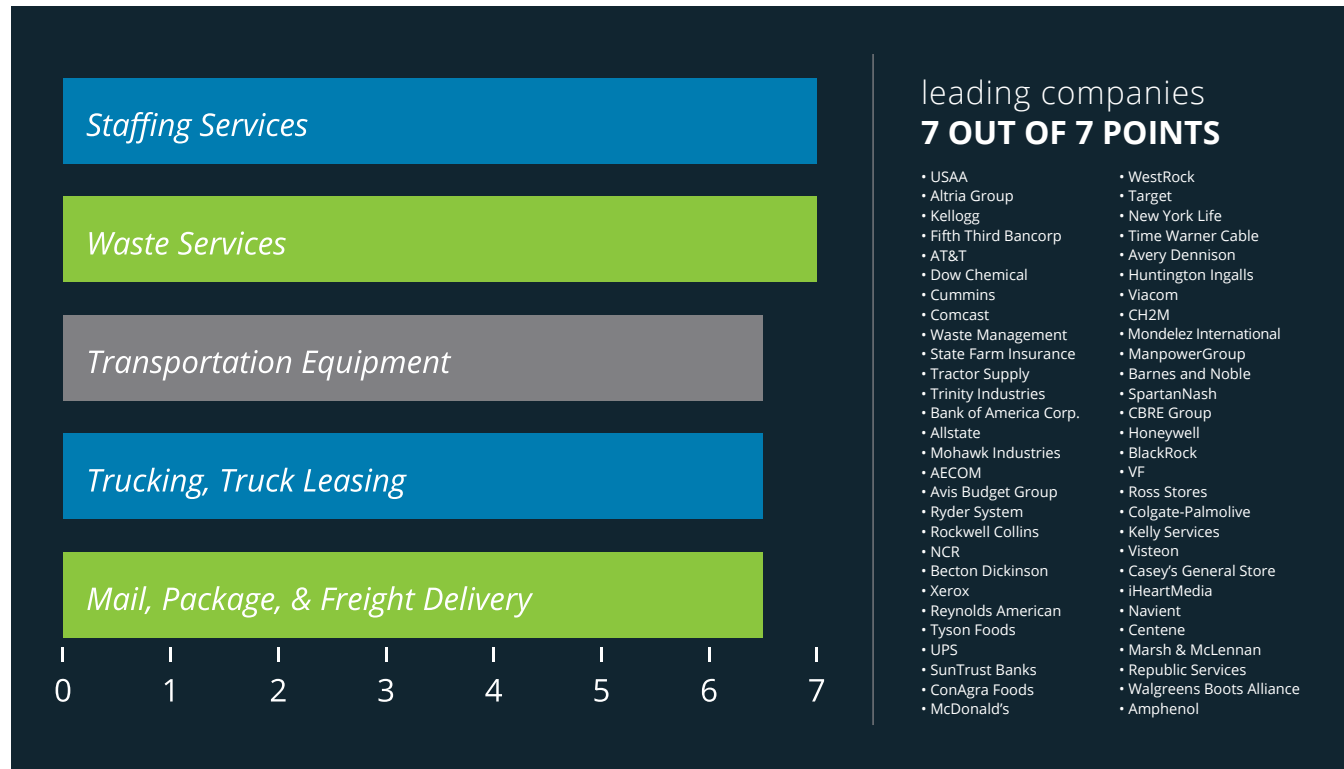 Staffing Services
Waste Services
Transportation Equipment
Trucking, Truck Leasing
Mail, Package, & Freight Delivery
0 1 2 3 4 5 6 7
leading companies
7 OUT OF 7 POINTS
• USAA
• Altria Group
• Kellogg
• Fifth Third Bancorp
• AT&T
• Dow Chemical
• Cummins
• Comcast
• Waste Management
• State Farm Insurance
• Tractor Supply
• Trinity Industries
• Bank of America Corp.
• Allstate
• Mohawk Industries
• AECOM
• Avis Budget Group
• Ryder System
• Rockwell Collins
• NCR
• Becton Dickinson
• Xerox
• Reynolds American
• Tyson Foods
• UPS
• SunTrust Banks
• ConAgra Foods
• McDonald's
• WestRock
• Target
• New York Life
• Time Warner Cable
• Avery Dennison
• Huntington Ingalls
• Viacom
• CH2M
• Mondelez International
• ManpowerGroup
• Barnes and Noble
• SpartanNash
• CBRE Group
• Honeywell
• BlackRock
• VF
• Ross Stores
• Colgate-Palmolive
• Kelly Services
• Visteon
• Casey's General Store
• iHeartMedia
• Navient
• Centene
• Marsh & McLennan
• Republic Services
• Walgreens Boots Alliance
• Amphenol